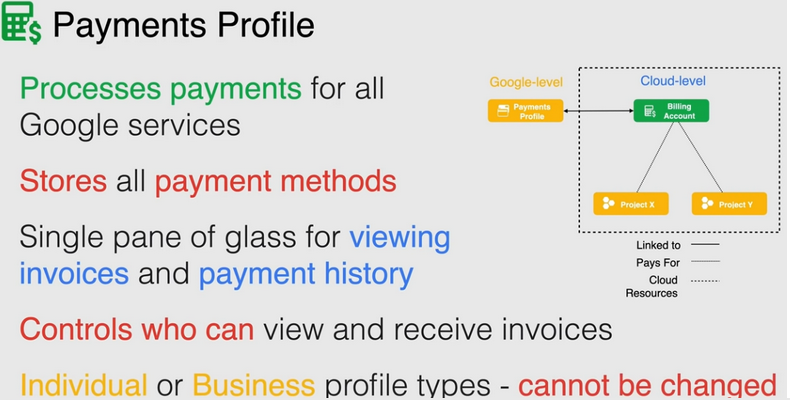 Payments Profile
Processes payments for all
Google services
Stores all payment methods
Single pane of glass for viewing
invoices and payment history
Controls who can view and receive invoices
Individual or Business profile types - cannot be changed
Google-level
Cloud-level
Payments
Profile
Billing
Account
Project X
Project Y
Linked to
Pays For
Cloud
Resources